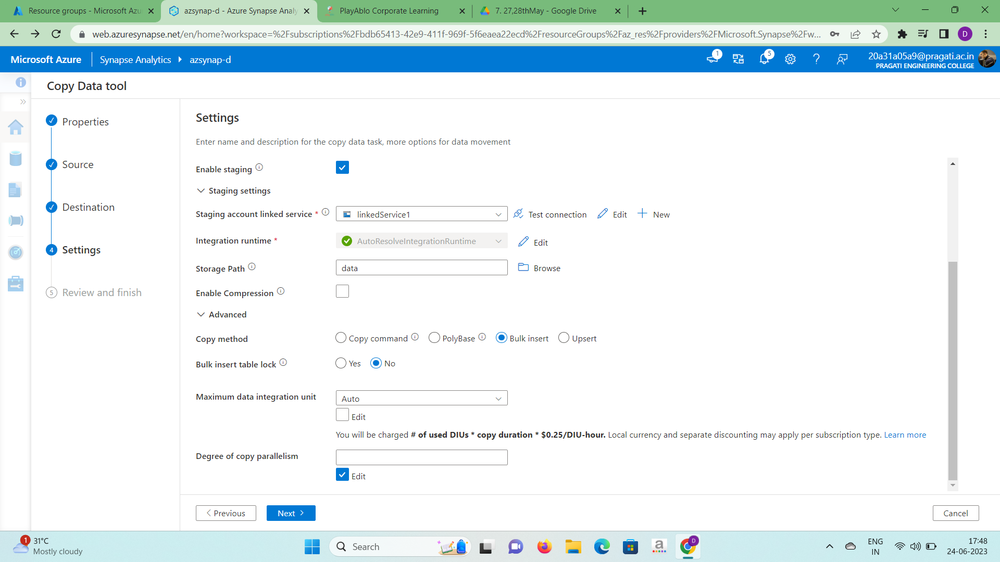 Resource groups - Microsoft Azu
azsynap-d - Azure Synapse Analy
PlayAblo Corporate Learning
7. 27,28thMay - Google Drive
web.azuresynapse.net/en/home?workspace=%2Fsubscriptions%2Fbdb65413-42e9-411f-969f-5f6eaea22ecd%2FresourceGroups%2Faz_res%2Fproviders%2FMicrosoft.Synapse%2Fw...
D
Microsoft Azure
Synapse Analytics
azsynap-d
1
5
20a31a05a9@pragati.ac.in
PRAGATI ENGINEERING COLLEGE
Copy Data tool
Properties
Source
Destination
4 Settings
5 Review and finish
Settings
Enter name and description for the copy data task, more options for data movement
Enable staging
Staging settings
Staging account linked service * linkedService1 Test connection Edit New
Integration runtime * AutoResolveIntegrationRuntime Edit
Storage Path data Browse
Enable Compression
Advanced
Copy method Copy command PolyBase Bulk insert Upsert
Bulk insert table lock Yes No
Maximum data integration unit Auto
Edit
You will be charged # of used DIUs * copy duration * $0.25/DIU-hour. Local currency and separate discounting may apply per subscription type. Learn more
Degree of copy parallelism
Edit
Previous Next Cancel
1
31°C
Mostly cloudy
Search
a
D
ENG
IN
17:48
24-06-2023